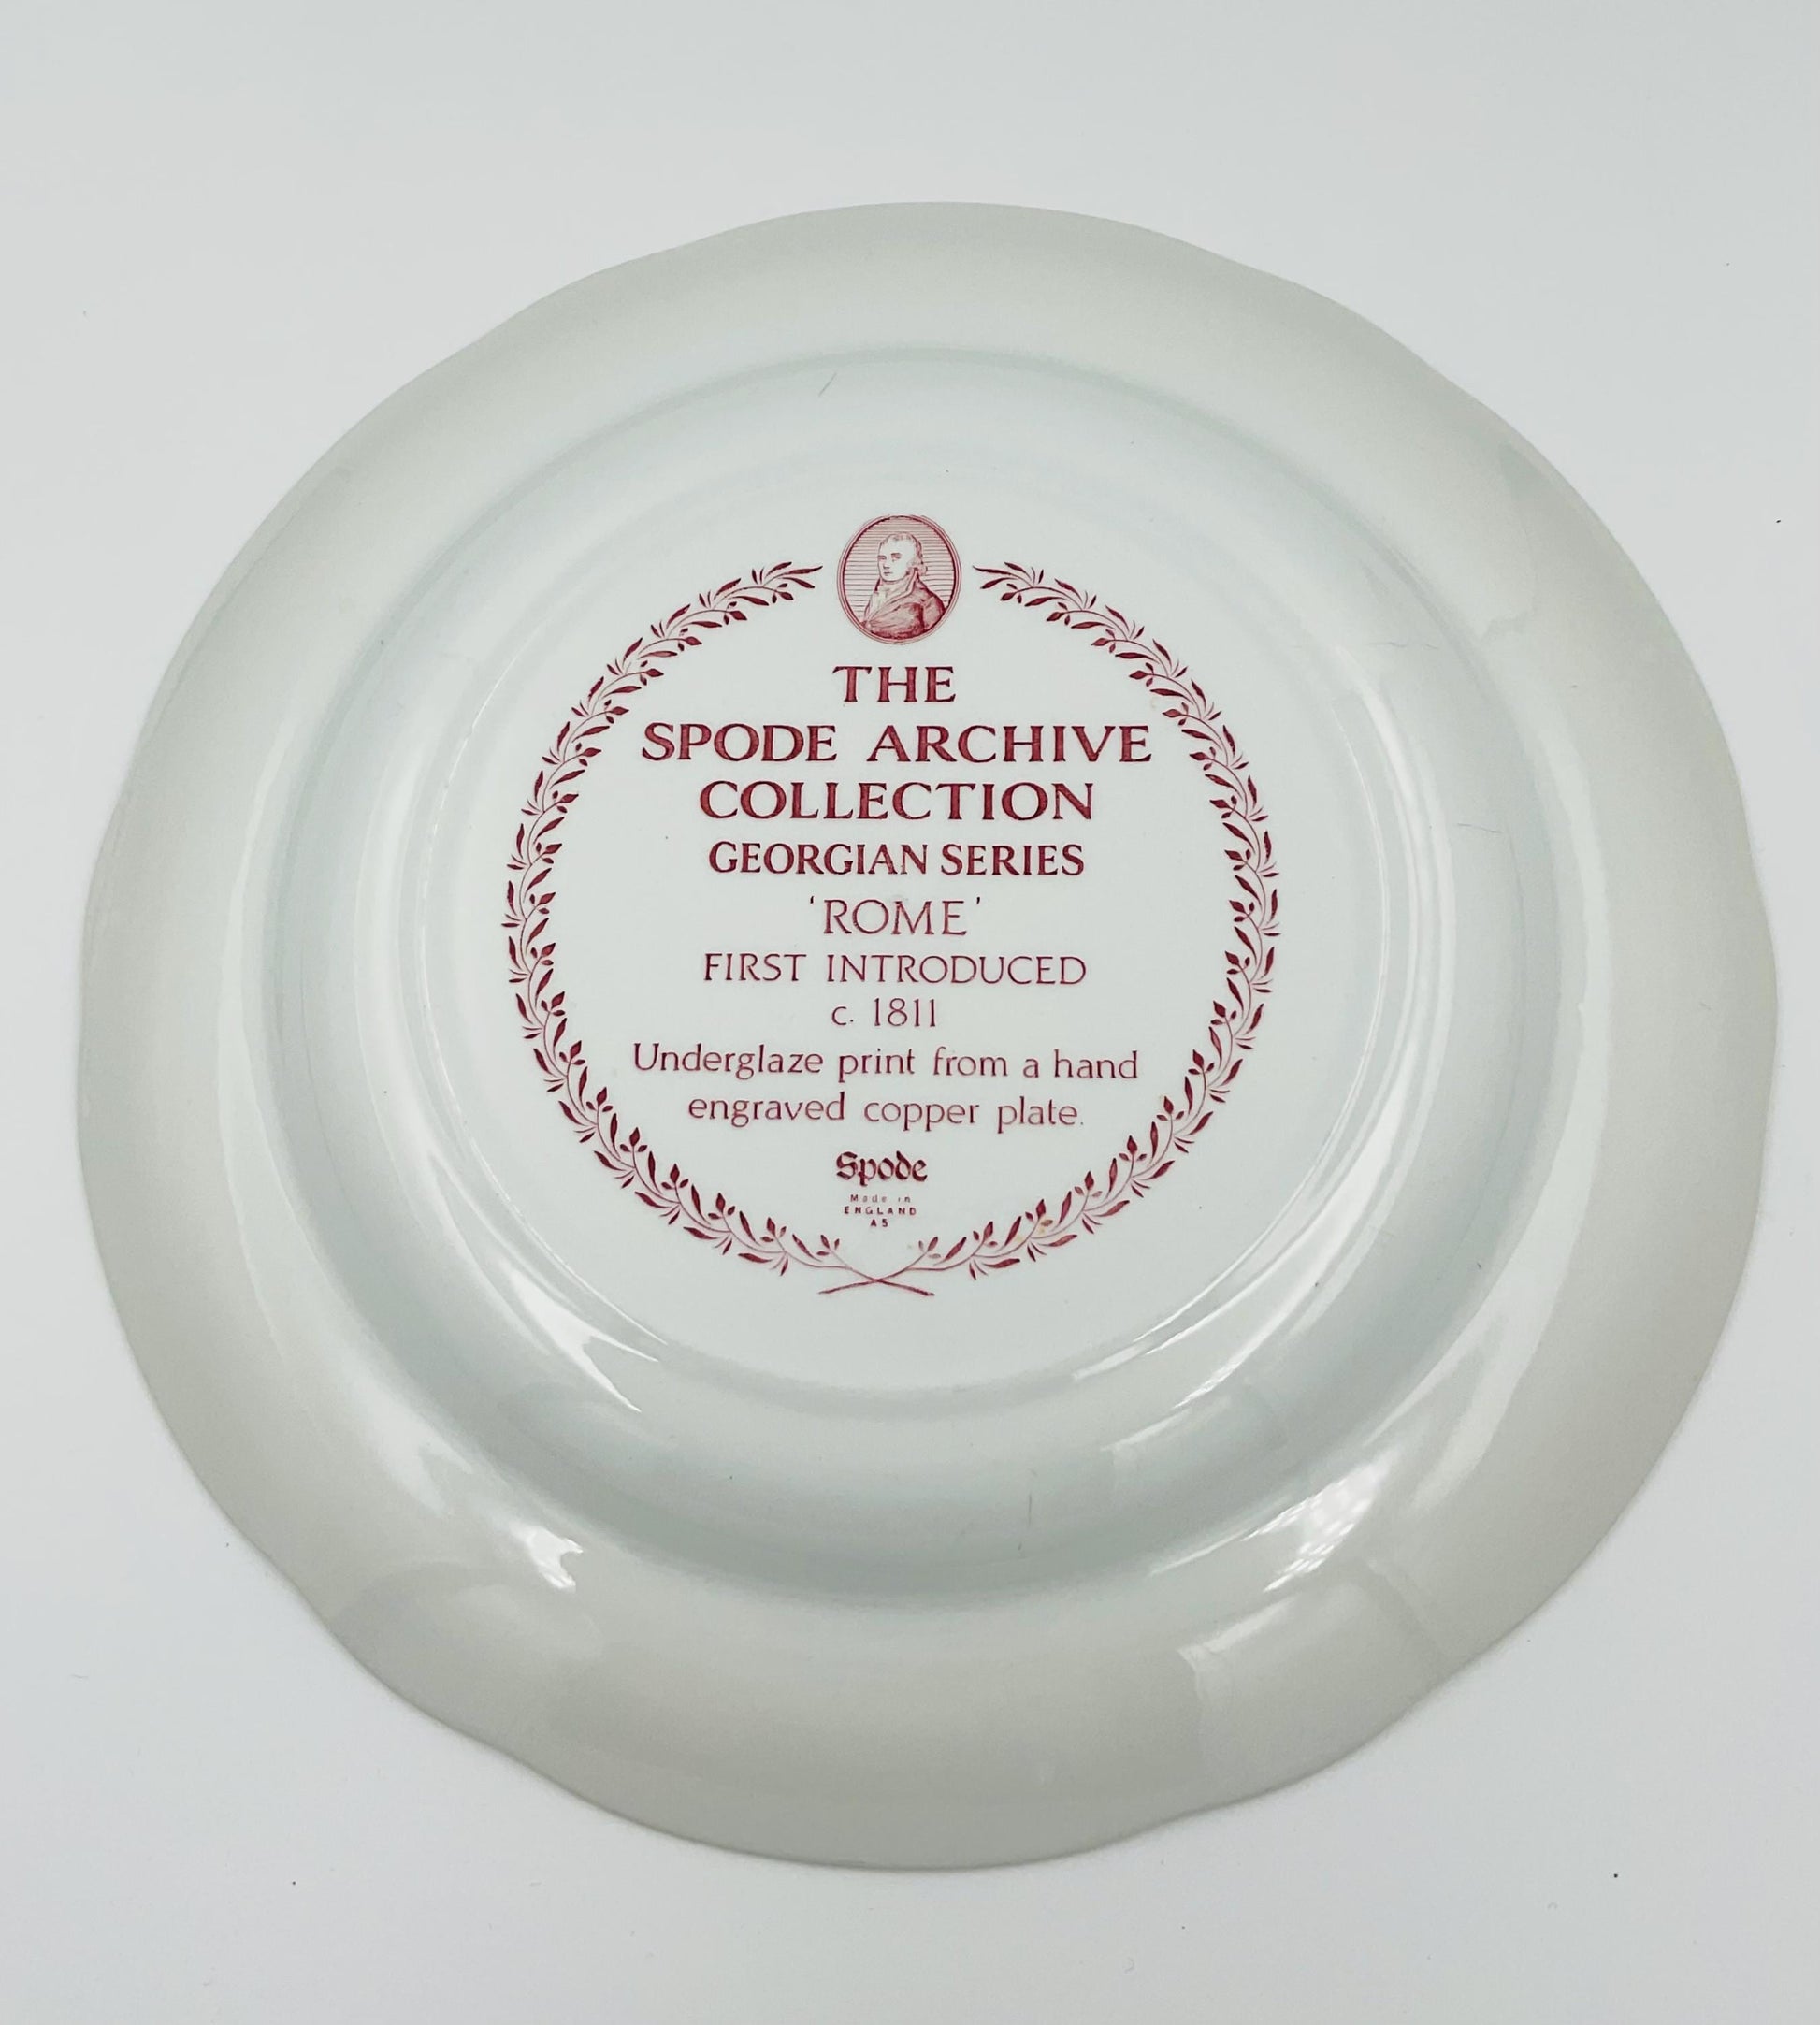 THE
SPODE ARCHIVE
COLLECTION
GEORGIAN SERIES
'ROME'
FIRST INTRODUCED
c. 1811
Underglaze print from a hand
engraved copper plate.
Spode
Made in
ENGLAND
A5